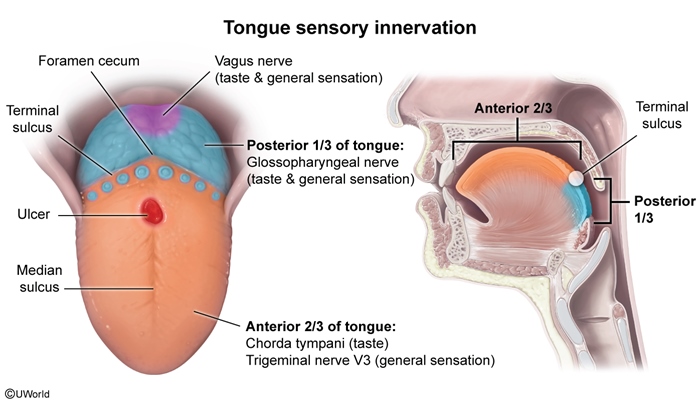 Tongue sensory innervation
Foramen cecum
Vagus nerve
(taste & general sensation)
Terminal
sulcus
Posterior 1/3 of tongue:
Glossopharyngeal nerve
(taste & general sensation)
Ulcer
Median
sulcus
Anterior 2/3 of tongue:
Chorda tympani (taste)
Trigeminal nerve V3 (general sensation)
Anterior 2/3
Terminal
sulcus
Posterior
1/3
©UWorld